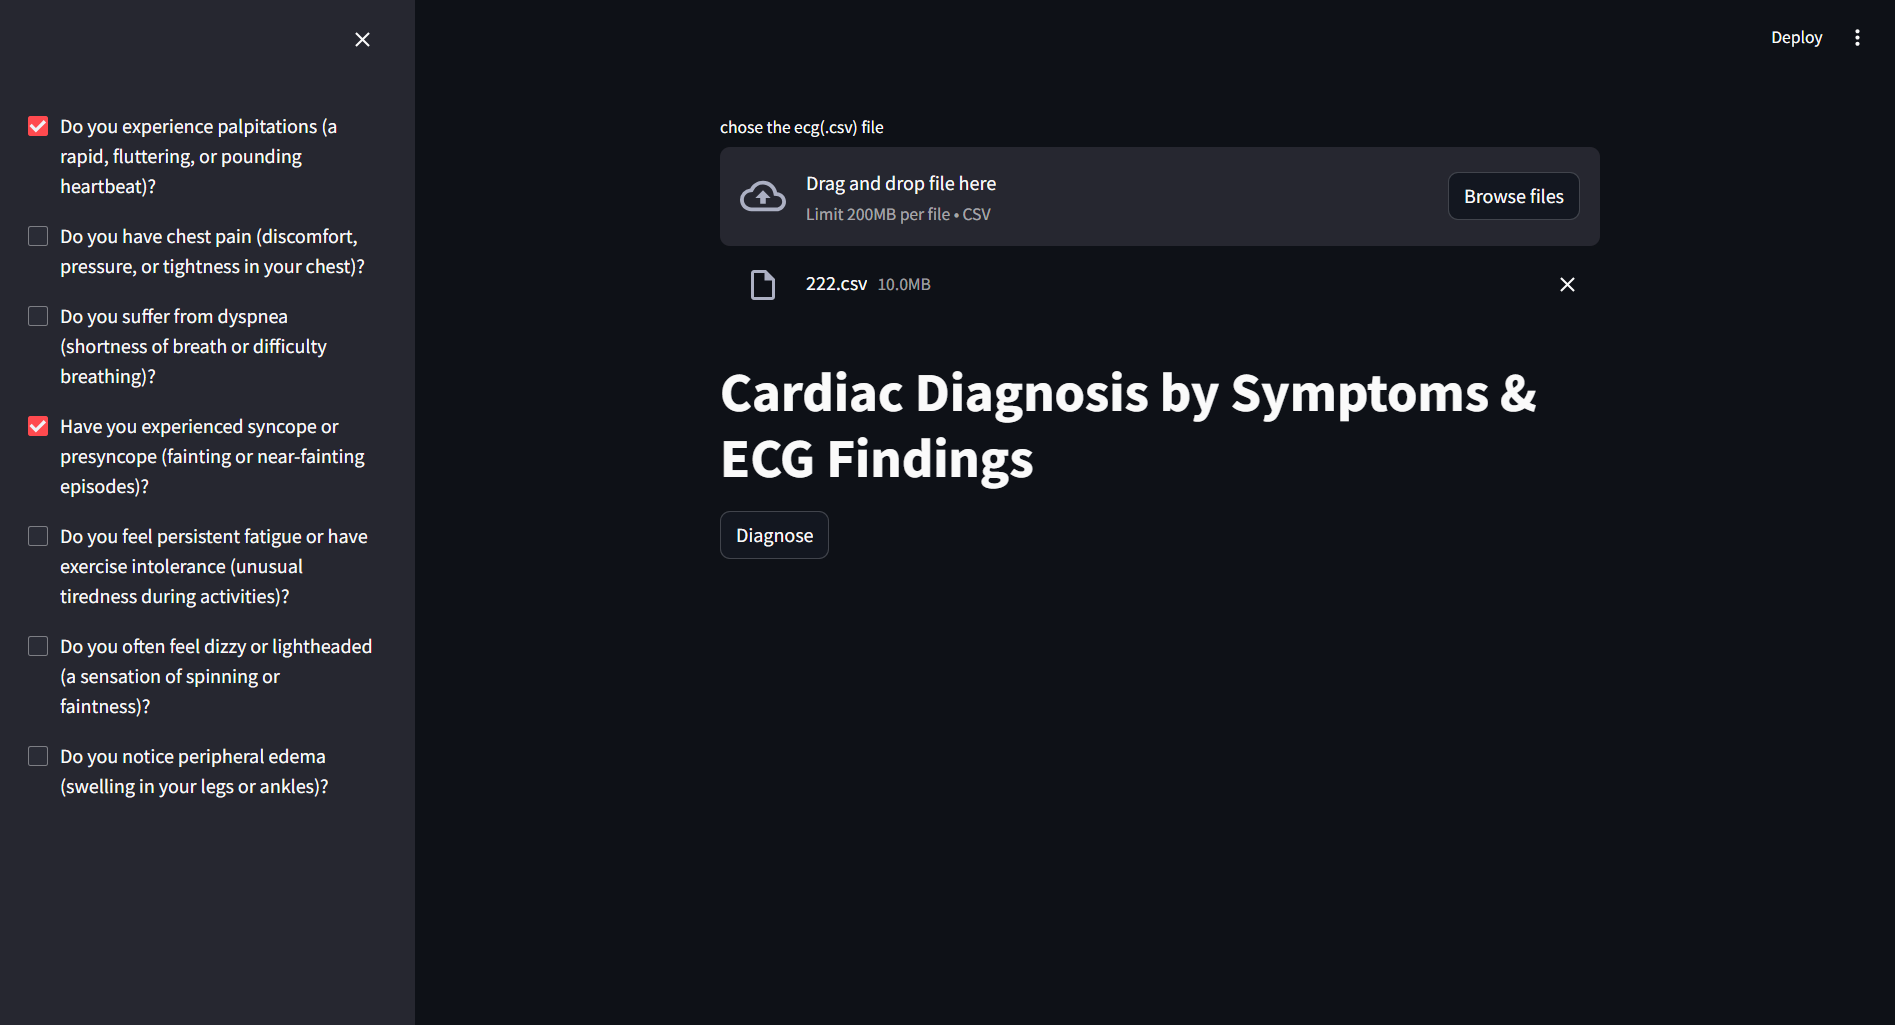 Deploy
Do you experience palpitations (a
rapid, fluttering, or pounding
heartbeat)?
Do you have chest pain (discomfort,
pressure, or tightness in your chest)?
Do you suffer from dyspnea
(shortness of breath or difficulty
breathing)?
Have you experienced syncope or
presyncope (fainting or near-fainting
episodes)?
Do you feel persistent fatigue or have
exercise intolerance (unusual
tiredness during activities)?
Do you often feel dizzy or lightheaded
(a sensation of spinning or
faintness)?
Do you notice peripheral edema
(swelling in your legs or ankles)?
chose the ecg(.csv) file
Drag and drop file here
Limit 200MB per file • CSV
Browse files
222.csv 10.0MB
Cardiac Diagnosis by Symptoms &
ECG Findings
Diagnose